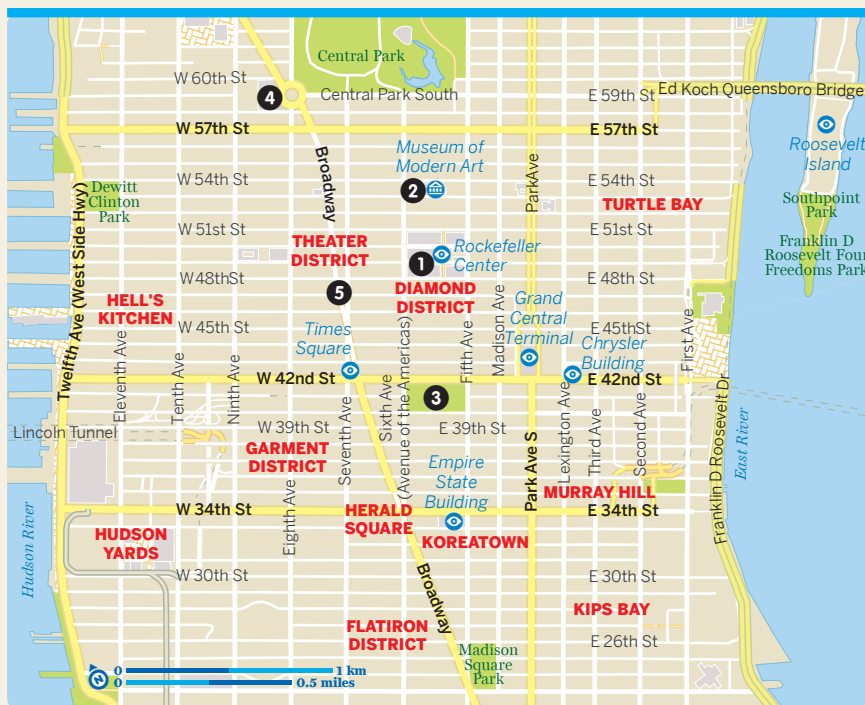 Central Park
W 60th St
4
Central Park South
E 59th St
Ed Koch Queensboro Bridge
W 57th St
E 57th St
Broadway
Museum of
Modern Art
2
ParkAve
Roosevelt
Island
W 54th St
E 54th St
Dewitt
Clinton
Park
TURTLE BAY
Southpoint
Park
W 51st St
E 51st St
Twelfth Ave (West Side Hwy)
THEATER
DISTRICT
1
Rockefeller
Center
Franklin D
Roosevelt Four
Freedoms Park
W48thSt
E 48th St
5
DIAMOND
DISTRICT
HELL'S
KITCHEN
Grand
Central
Terminal
W 45th St
E 45thSt
Times
Square
Madison Ave
Chrysler
Building
First Ave
Eleventh Ave
Tenth Ave
Ninth Ave
Sixth Ave
(Avenue of the Americas)
Fifth Ave
W 42nd St
E 42nd St
3
Lincoln Tunnel
W 39th St
E 39th St
Seventh Ave
Lexington Ave
Third Ave
Second Ave
Franklin D Roosevelt Dr
East River
GARMENT
DISTRICT
Empire
State
Building
Park Ave S
MURRAY HILL
Eighth Ave
W 34th St
E 34th St
HERALD
SQUARE
KOREATOWN
Hudson River
HUDSON
YARDS
W 30th St
E 30th St
Broadway
KIPS BAY
FLATIRON
DISTRICT
E 26th St
Madison
Square
Park
N
0 1 km
0 0.5 miles